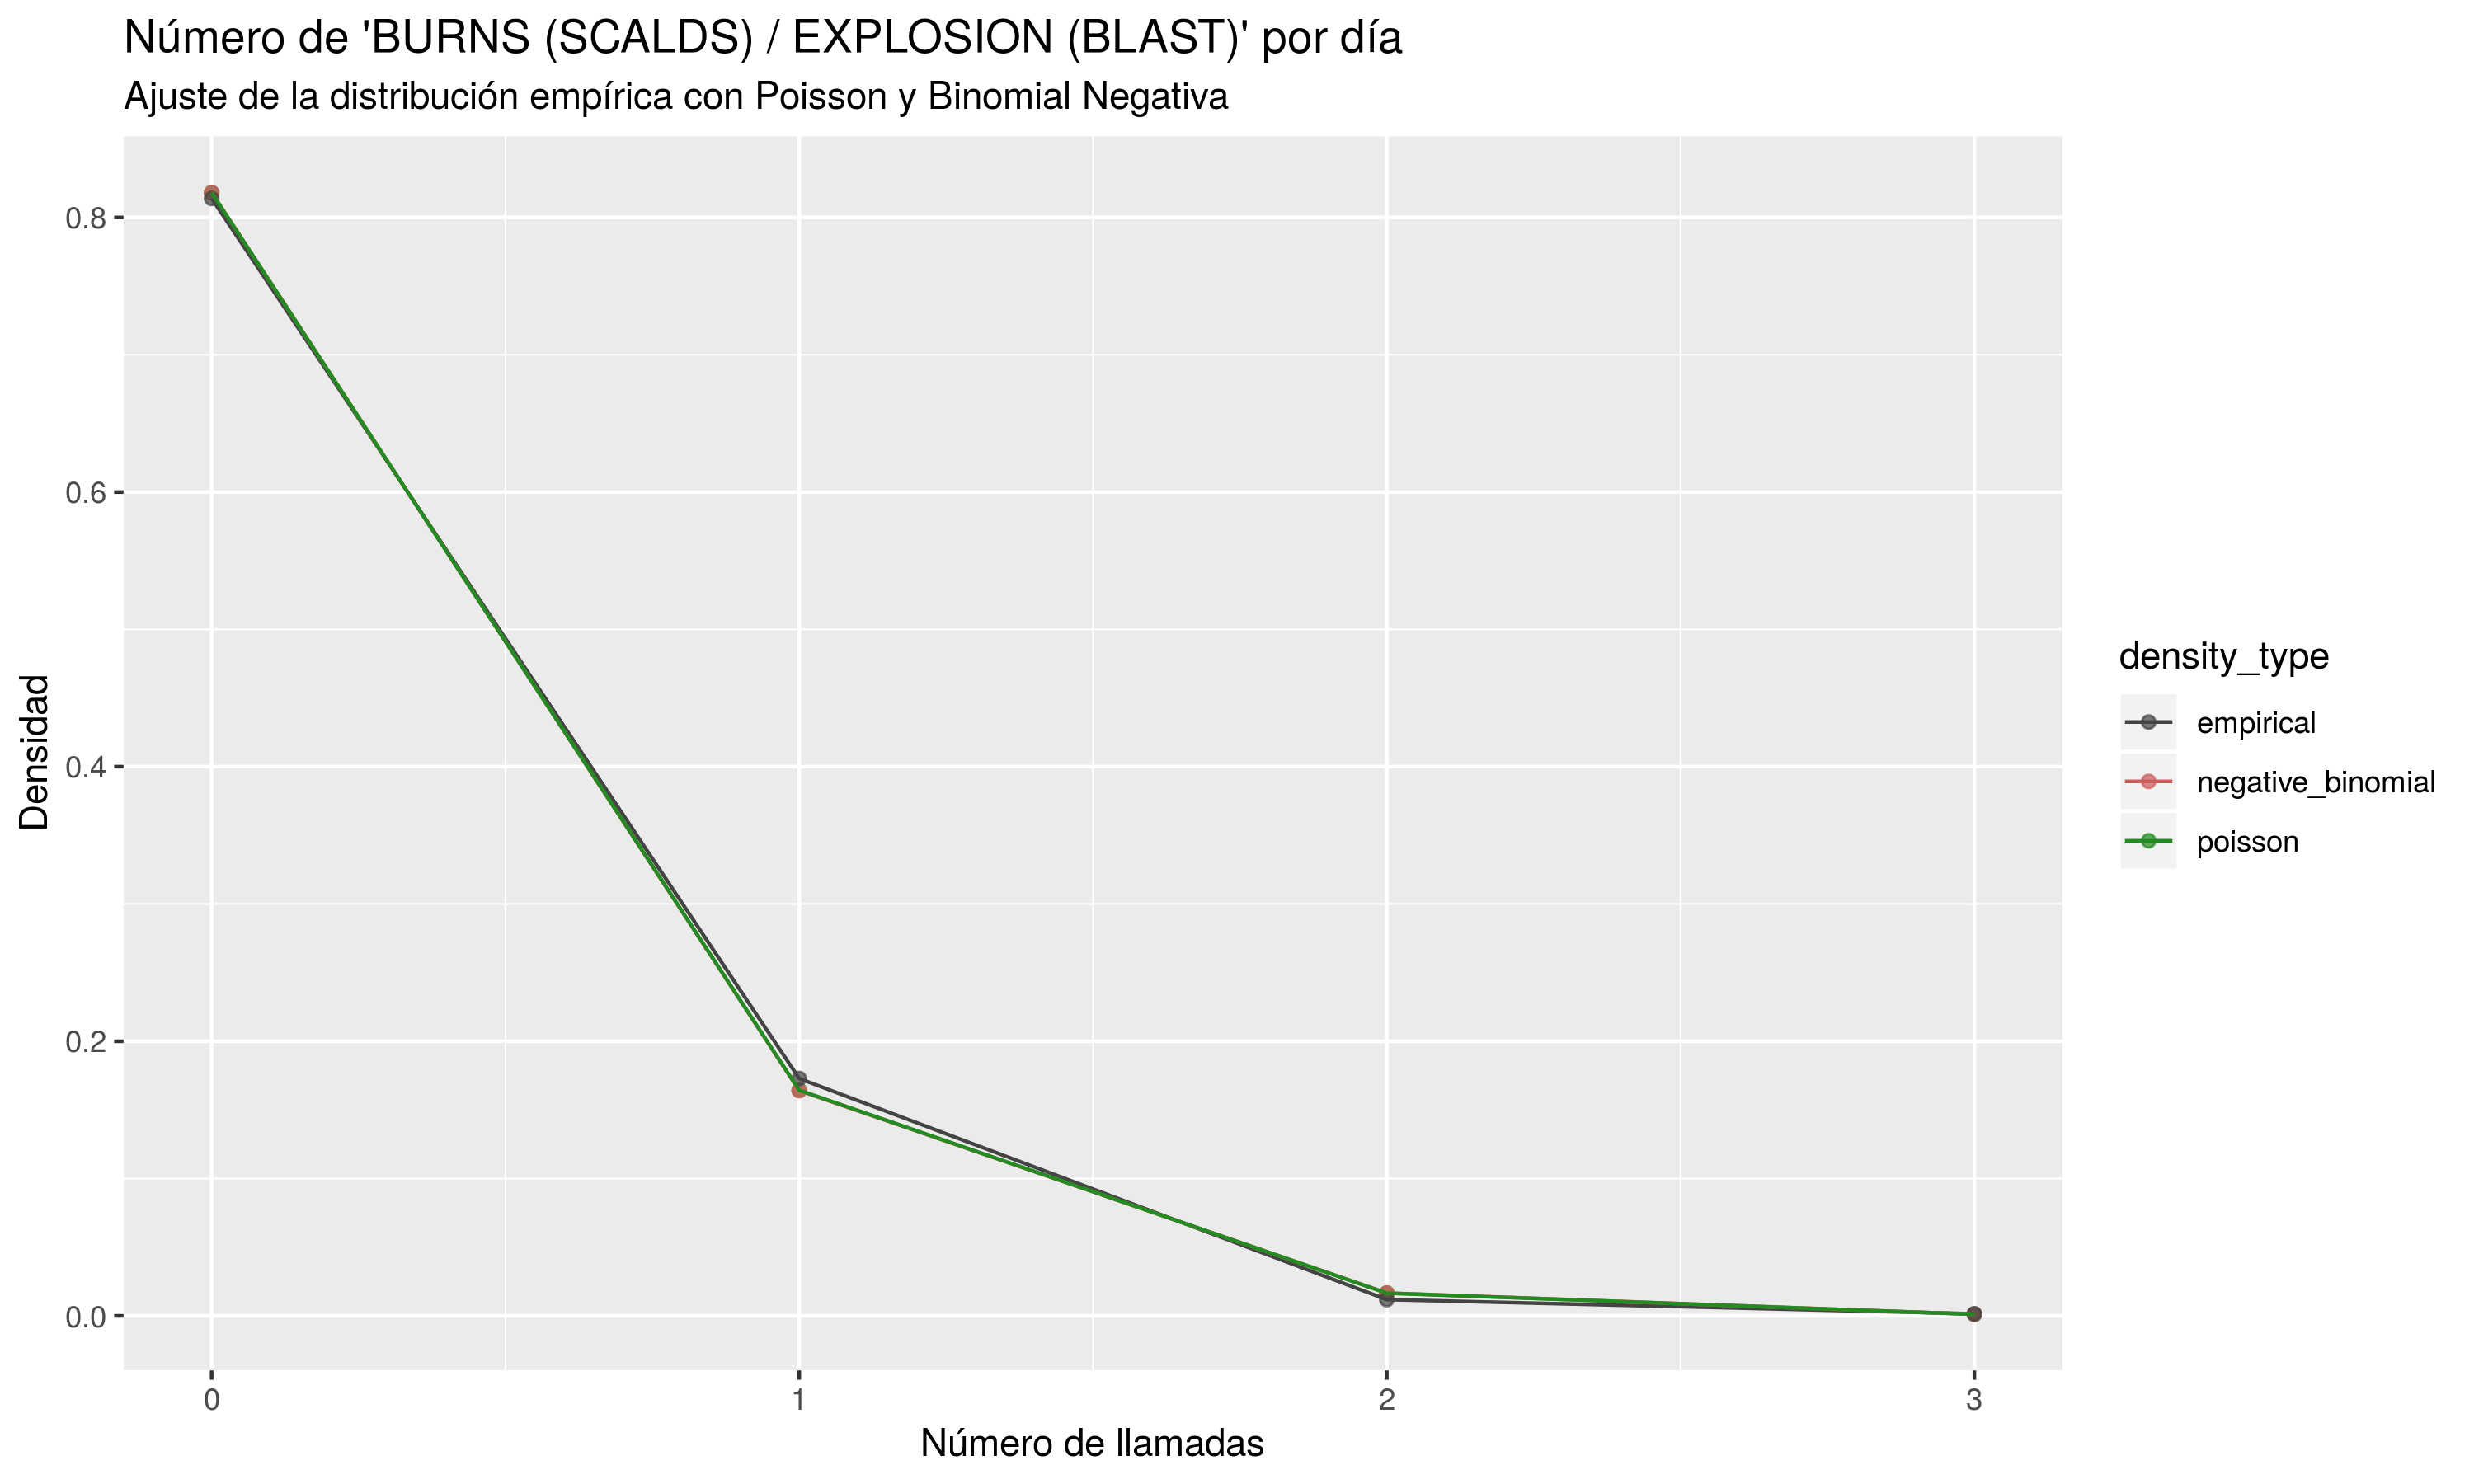 Número de 'BURNS (SCALDS) / EXPLOSION (BLAST)' por día
Ajuste de la distribución empírica con Poisson y Binomial Negativa
Densidad
0.8
0.6
0.4
0.2
0.0
0
1
2
3
Número de llamadas
density_type
empirical
negative_binomial
poisson